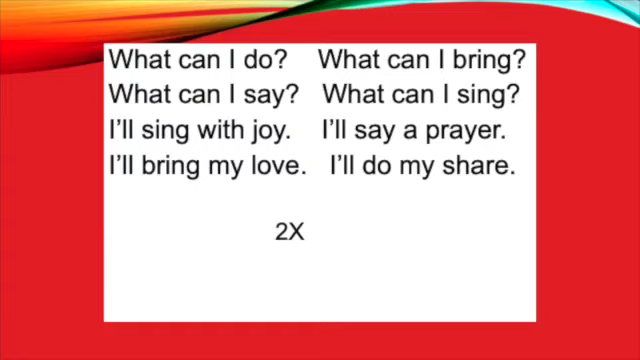 What can I do? What can I bring?
What can I say? What can I sing?
I'll sing with joy. I'll say a prayer.
I'll bring my love. I'll do my share.
2X